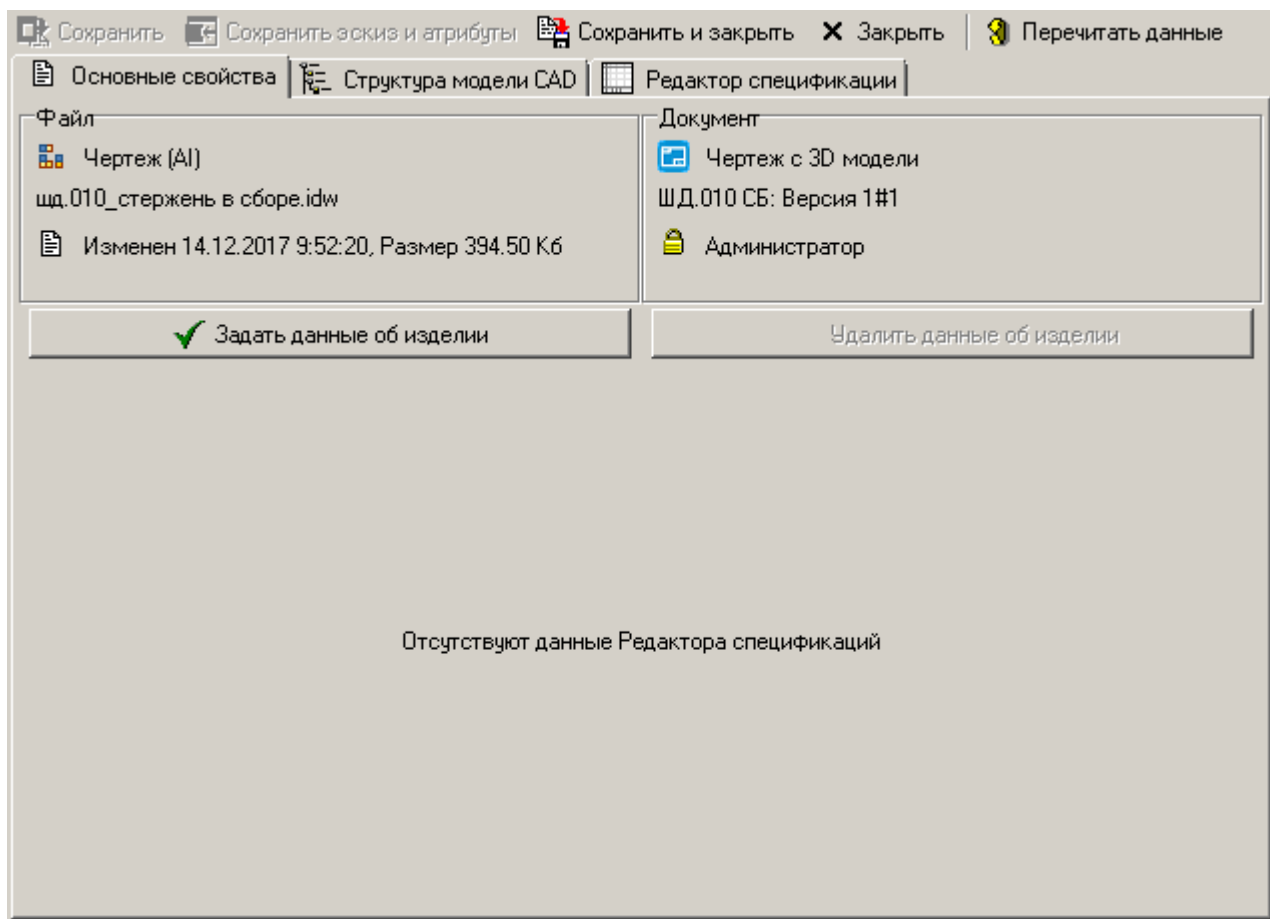 Сохранить Сохранить эскиз и атрибуты Сохранить и закрыть Закрыть Перечитать данные
Основные свойства Структура модели CAD Редактор спецификации
Файл Документ
Чертеж (AI) Чертеж с 3D модели
щд.010_стержень в сборе.idw ШД.010 СБ: Версия 1#1
Изменен 14.12.2017 9:52:20, Размер 394.50 Кб Администратор
Задать данные об изделии Удалить данные об изделии
Отсутствуют данные Редактора спецификаций